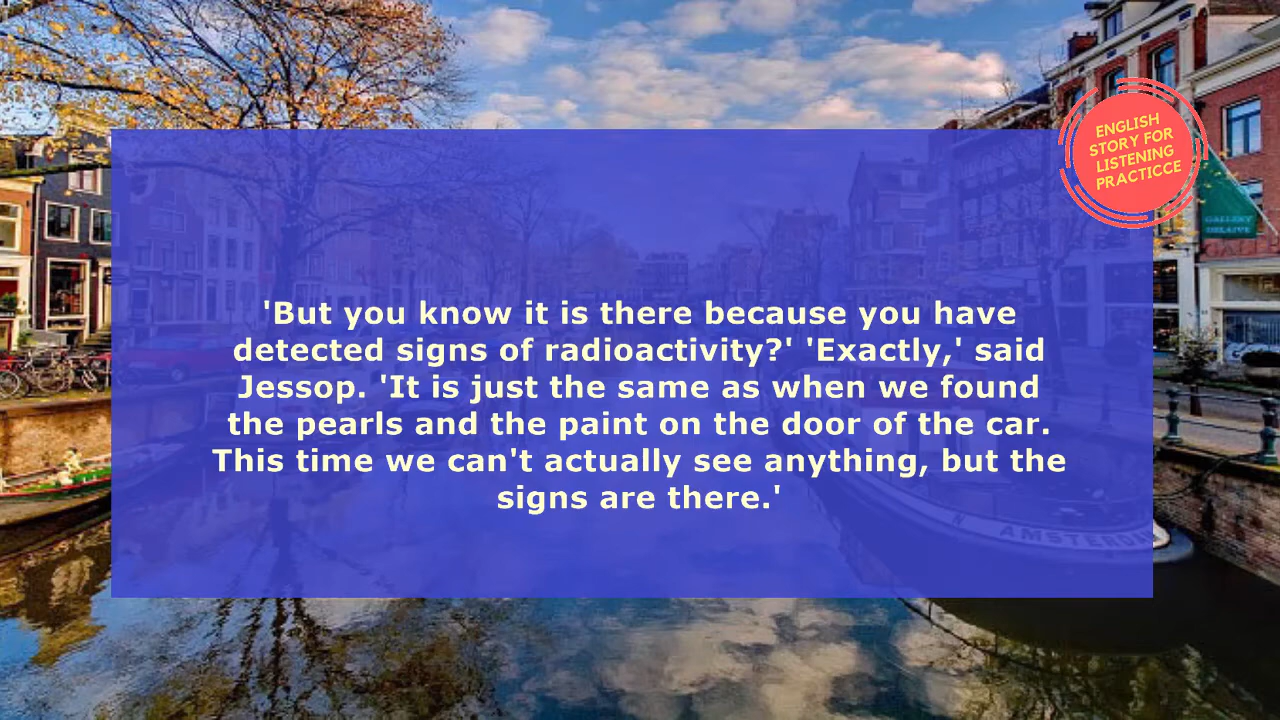 ENGLISH
STORY FOR
LISTENING
PRACTICCE
GALLERY
'But you know it is there because you have
detected signs of radioactivity?' 'Exactly,' said
Jessop. 'It is just the same as when we found
the pearls and the paint on the door of the car.
This time we can't actually see anything, but the
signs are there.'
N AMSTERDAM